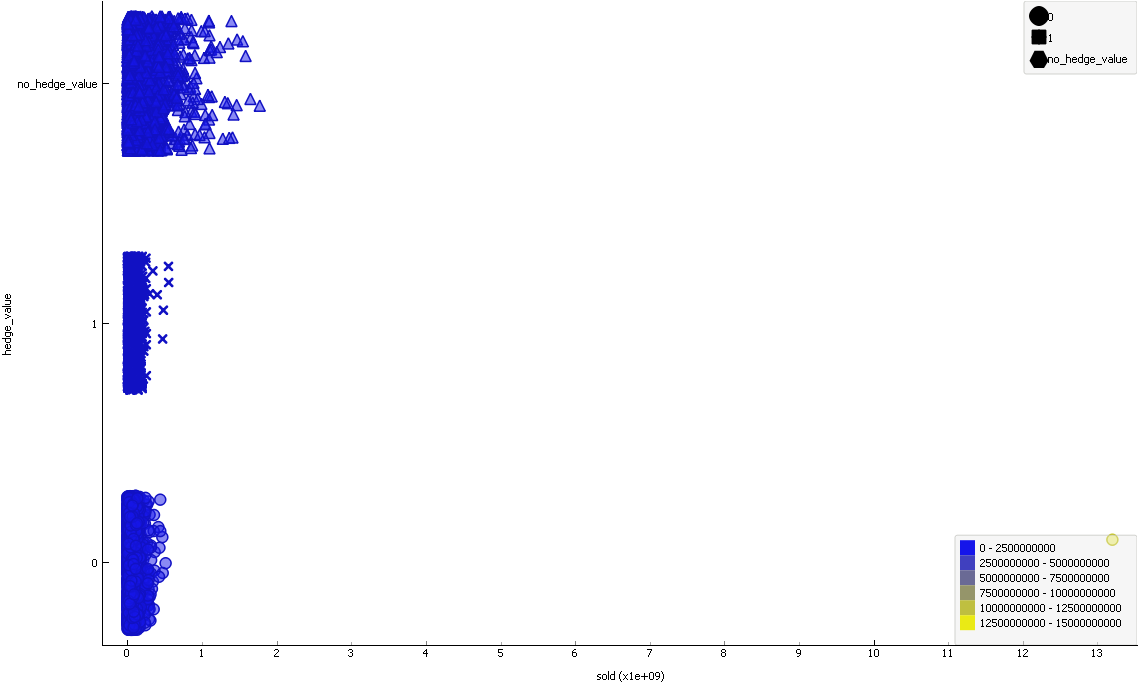 0
1
no_hedge_value
no_hedge_value
1
0
hedge_value
0 - 2500000000
2500000000 - 5000000000
5000000000 - 7500000000
7500000000 - 10000000000
10000000000 - 12500000000
12500000000 - 15000000000
0 1 2 3 4 5 6 7 8 9 10 11 12 13
sold (x1e+09)